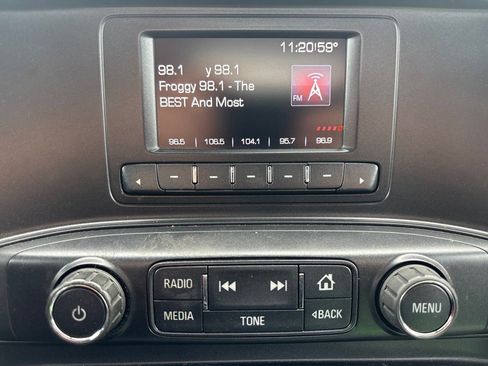 11:20 59°
98.1 y 98.1
Froggy 98.1 - The
BEST And Most
FM
96.5 106.5 104.1 95.7 96.9
RADIO
MEDIA TONE BACK
MENU